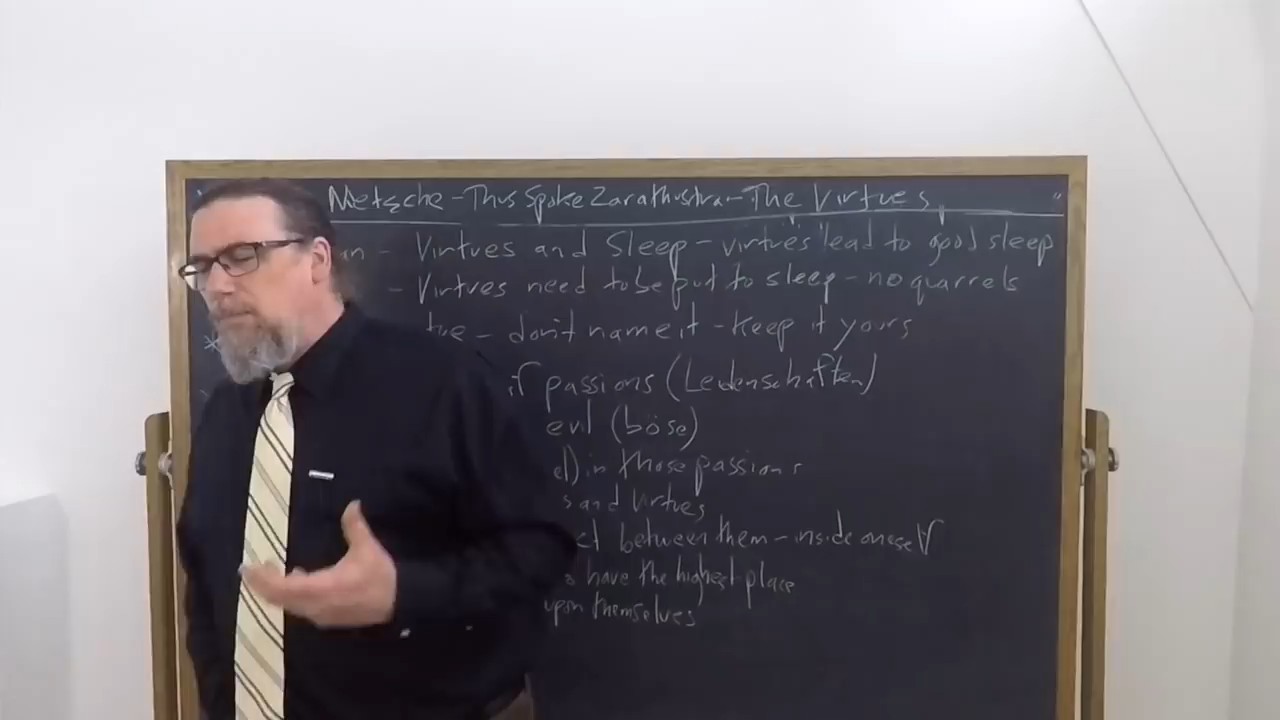 Nietzsche - Thus Spoke Zarathustra - The Virtues
- Virtues and Sleep - virtues lead to good sleep
- Virtues need to be put to sleep - no quarrels
* - don't name it - keep it yours
passions (Leidenschaften)
evil (böse)
in those passions
and virtues
between them - inside oneself
have the highest place
upon themselves